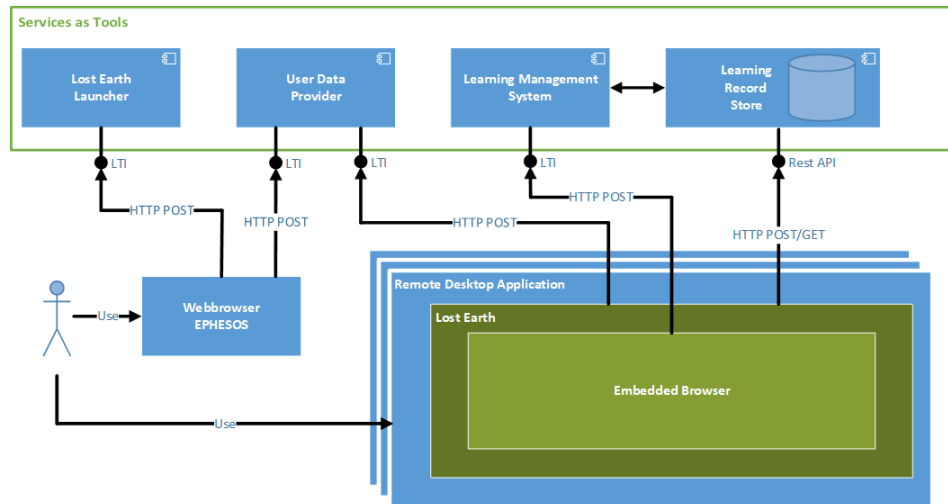 Services as Tools
Lost Earth
Launcher
User Data
Provider
Learning Management
System
Learning
Record
Store
LTI
LTI
LTI
LTI
Rest API
HTTP POST
HTTP POST
HTTP POST
HTTP POST
HTTP POST/GET
Remote Desktop Application
Webbrowser
EPHESOS
Use
Lost Earth
Embedded Browser
Use